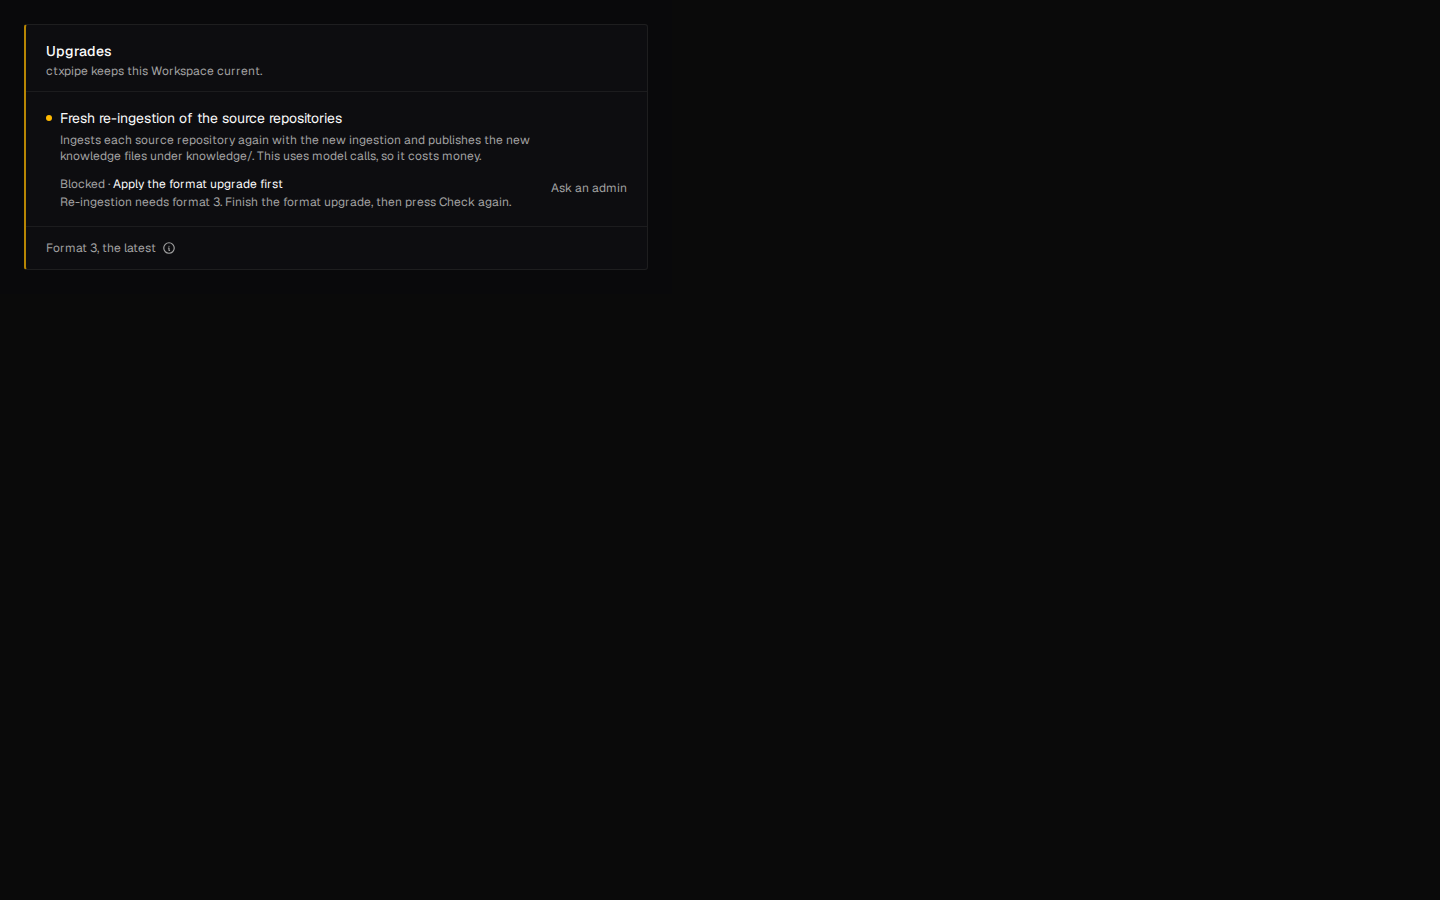 Upgrades
ctxpipe keeps this Workspace current.
Fresh re-ingestion of the source repositories
Ingests each source repository again with the new ingestion and publishes the new
knowledge files under knowledge/. This uses model calls, so it costs money.
Blocked · Apply the format upgrade first
Re-ingestion needs format 3. Finish the format upgrade, then press Check again.
Ask an admin
Format 3, the latest